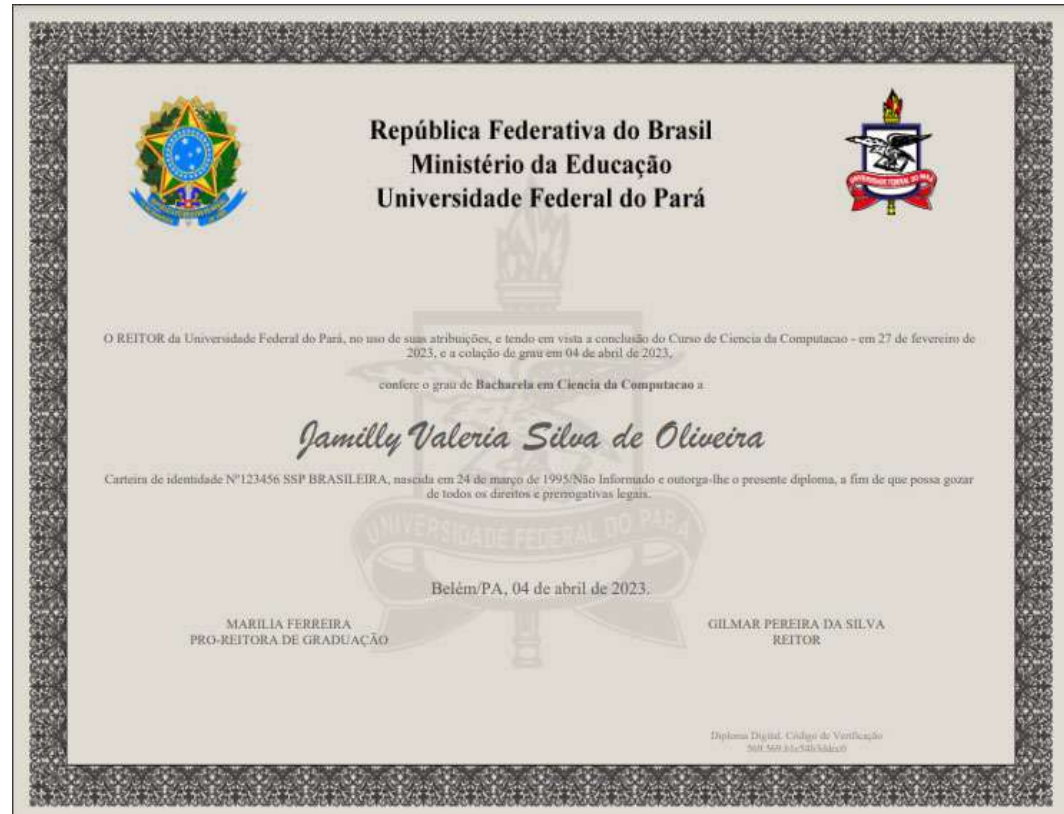 República Federativa do Brasil
Ministério da Educação
Universidade Federal do Pará
O REITOR da Universidade Federal do Pará, no uso de suas atribuições, e tendo em vista a conclusão do Curso de Ciencia da Computacao - em 27 de fevereiro de
2023, e a colação de grau em 04 de abril de 2023,
confere o grau de Bacharela em Ciencia da Computacao a
Jamilly Valeria Silva de Oliveira
Carteira de identidade Nº123456 SSP BRASILEIRA, nascida em 24 de março de 1995/Não Informado e outorga-lhe o presente diploma, a fim de que possa gozar
de todos os direitos e prerrogativas legais.
UNIVERSIDADE FEDERAL DO PARÁ
Belém/PA, 04 de abril de 2023.
MARILIA FERREIRA
PRO-REITORA DE GRADUAÇÃO
GILMAR PEREIRA DA SILVA
REITOR
Diploma Digital. Código de Verificação